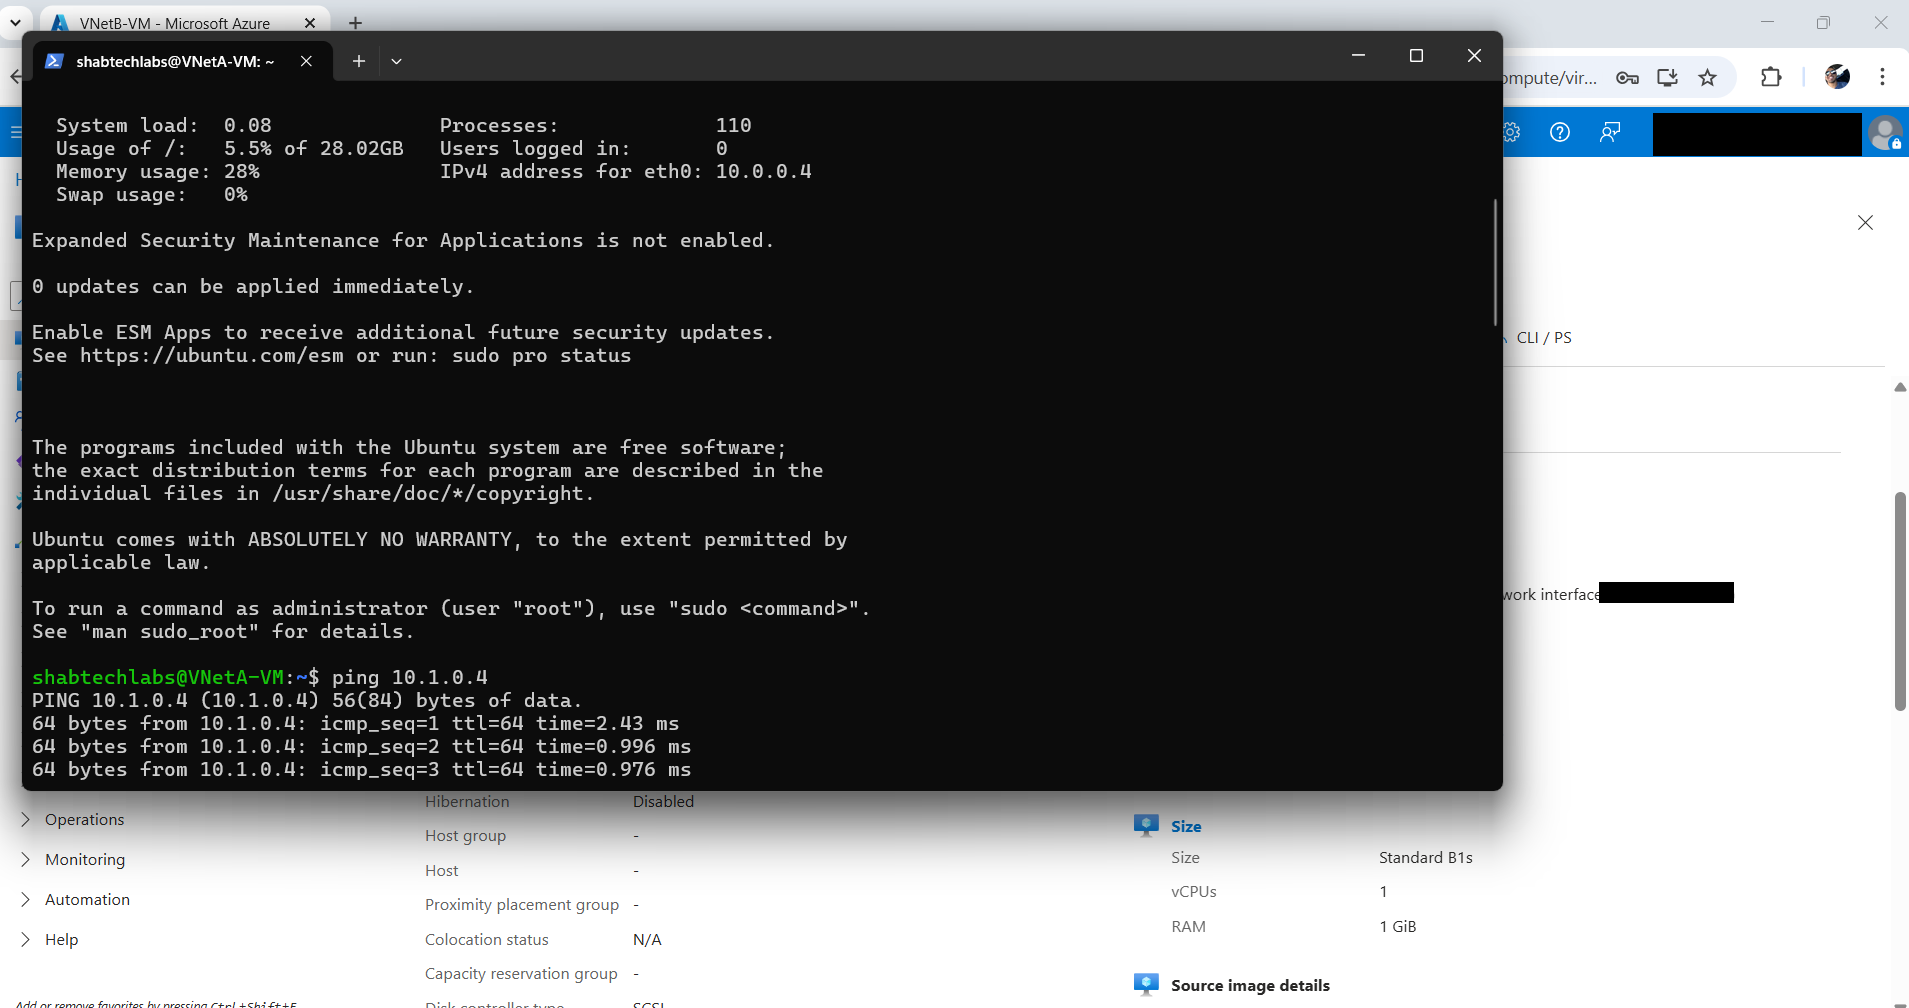 VNetB-VM - Microsoft Azure
shabtechlabs@VNetA-VM: ~
ompute/vir...
System load: 0.08 Processes: 110
Usage of /: 5.5% of 28.02GB Users logged in: 0
Memory usage: 28% IPv4 address for eth0: 10.0.0.4
Swap usage: 0%
Expanded Security Maintenance for Applications is not enabled.
0 updates can be applied immediately.
Enable ESM Apps to receive additional future security updates.
See https://ubuntu.com/esm or run: sudo pro status
CLI / PS
The programs included with the Ubuntu system are free software;
the exact distribution terms for each program are described in the
individual files in /usr/share/doc/*/copyright.
Ubuntu comes with ABSOLUTELY NO WARRANTY, to the extent permitted by
applicable law.
work interface
To run a command as administrator (user "root"), use "sudo <command>".
See "man sudo_root" for details.
shabtechlabs@VNetA-VM:~$ ping 10.1.0.4
PING 10.1.0.4 (10.1.0.4) 56(84) bytes of data.
64 bytes from 10.1.0.4: icmp_seq=1 ttl=64 time=2.43 ms
64 bytes from 10.1.0.4: icmp_seq=2 ttl=64 time=0.996 ms
64 bytes from 10.1.0.4: icmp_seq=3 ttl=64 time=0.976 ms
Operations
Monitoring
Automation
Help
Add or remove favorites by pressing Ctrl+Shift+F
Hibernation Disabled
Host group -
Host -
Proximity placement group -
Colocation status N/A
Capacity reservation group -
Disk controller type SCSI
Size
Size Standard B1s
vCPUs 1
RAM 1 GiB
Source image details